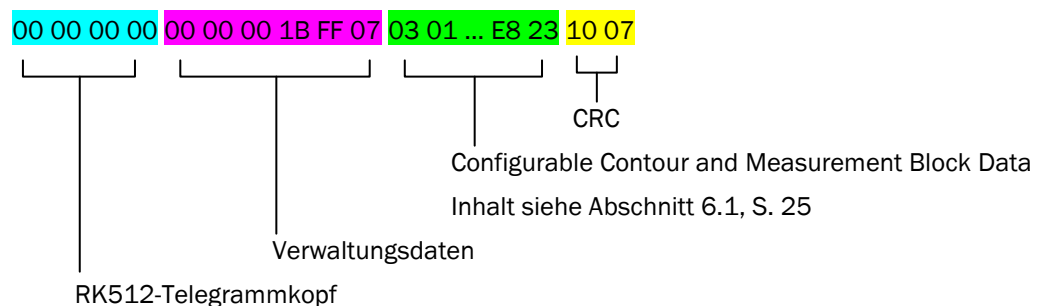 00 00 00 00 00 00 00 1B FF 07 03 01 ... E8 23 10 07
CRC
Configurable Contour and Measurement Block Data
Inhalt siehe Abschnitt 6.1, S. 25
Verwaltungsdaten
RK512-Telegrammkopf